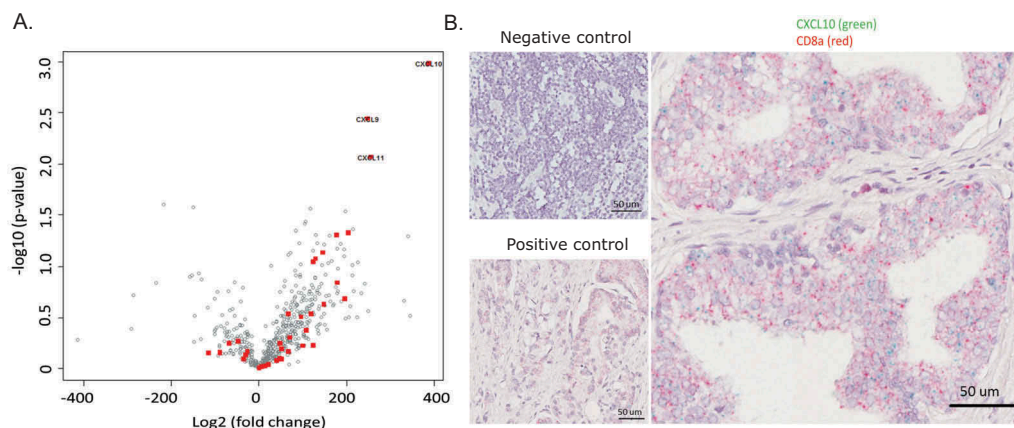 A.
3.0
2.5
2.0
1.5
1.0
0.5
0
-400
-200
0
200
400
-log10 (p-value)
Log2 (fold change)
CXCL10
CXCL9
CXCL11
B.
Negative control
50 um
Positive control
50 um
CXCL10 (green)
CD8a (red)
50 um